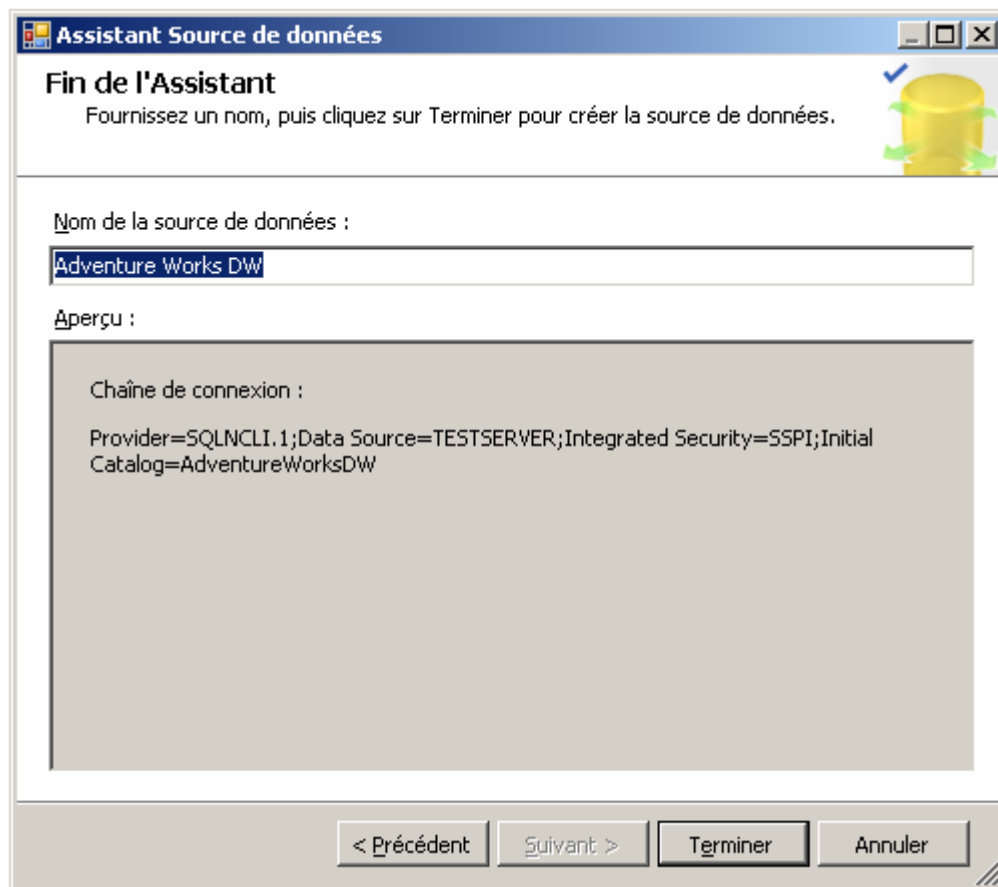 Assistant Source de données
Fin de l'Assistant
Fournissez un nom, puis cliquez sur Terminer pour créer la source de données.
Nom de la source de données :
Adventure Works DW
Aperçu :
Chaîne de connexion :
Provider=SQLNCLI.1;Data Source=TESTSERVER;Integrated Security=SSPI;Initial
Catalog=AdventureWorksDW
< Précédent
Suivant >
Terminer
Annuler